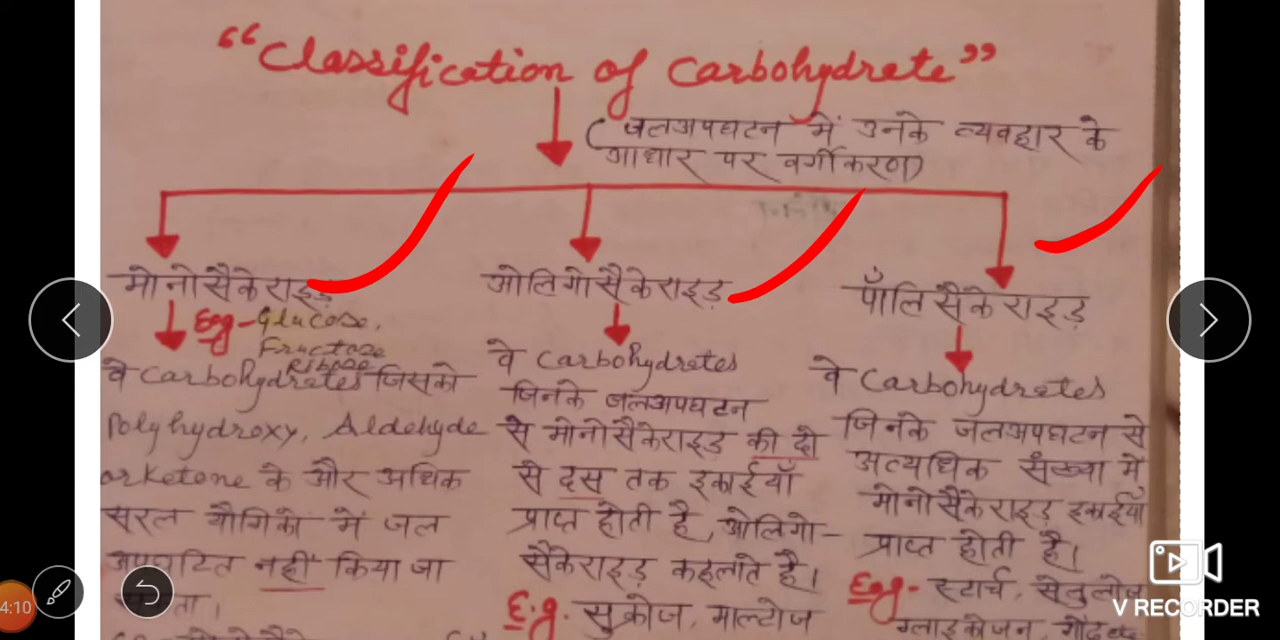 "Classification of Carbohydrate"
(जलअपघटन में उनके व्यवहार के
आधार पर वर्गीकरण)
मोनोसैकेराइड
Eg- Glucose,
Fructose
Ribose
वे Carbohydrates जिसको
Polyhydroxy, Aldehyde
or Ketone के और अधिक
सरल यौगिको में जल
अपघटित नहीं किया जा
ओलिगोसैकेराइड़
वे Carbohydrates
जिनके जलअपघटन
से मोनोसैकेराइड़ की दो
से दस तक इकाईयाँ
प्राप्त होती है, ओलिगो-
सैकेराइड़ कहलाते है।
E.g. सुक्रोज, माल्टोज
पॉलिसैकेराइड़
वे Carbohydrates
जिनके जलअपघटन से
अत्यधिक संख्या में
मोनोसैकेराइड़ इकाईयाँ
प्राप्त होती है।
Eg- स्टार्च, सेलुलोज
ग्लाइकोजन
4:10
V RECORDER